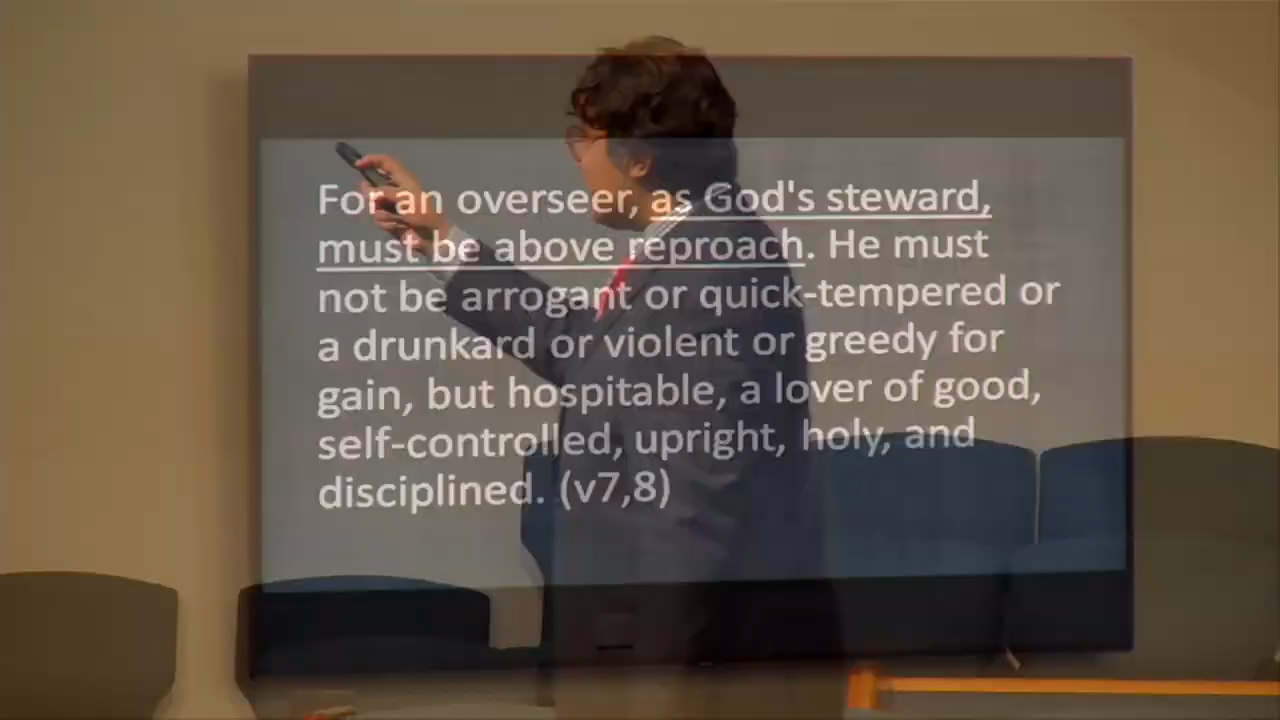 For an overseer, as God's steward,
must be above reproach. He must
not be arrogant or quick-tempered or
a drunkard or violent or greedy for
gain, but hospitable, a lover of good,
self-controlled, upright, holy, and
disciplined. (v7,8)